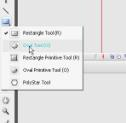 Rectangle Tool(R)
Oval Tool(O)
Rectangle Primitive Tool (R)
Oval Primitive Tool (O)
PolyStar Tool